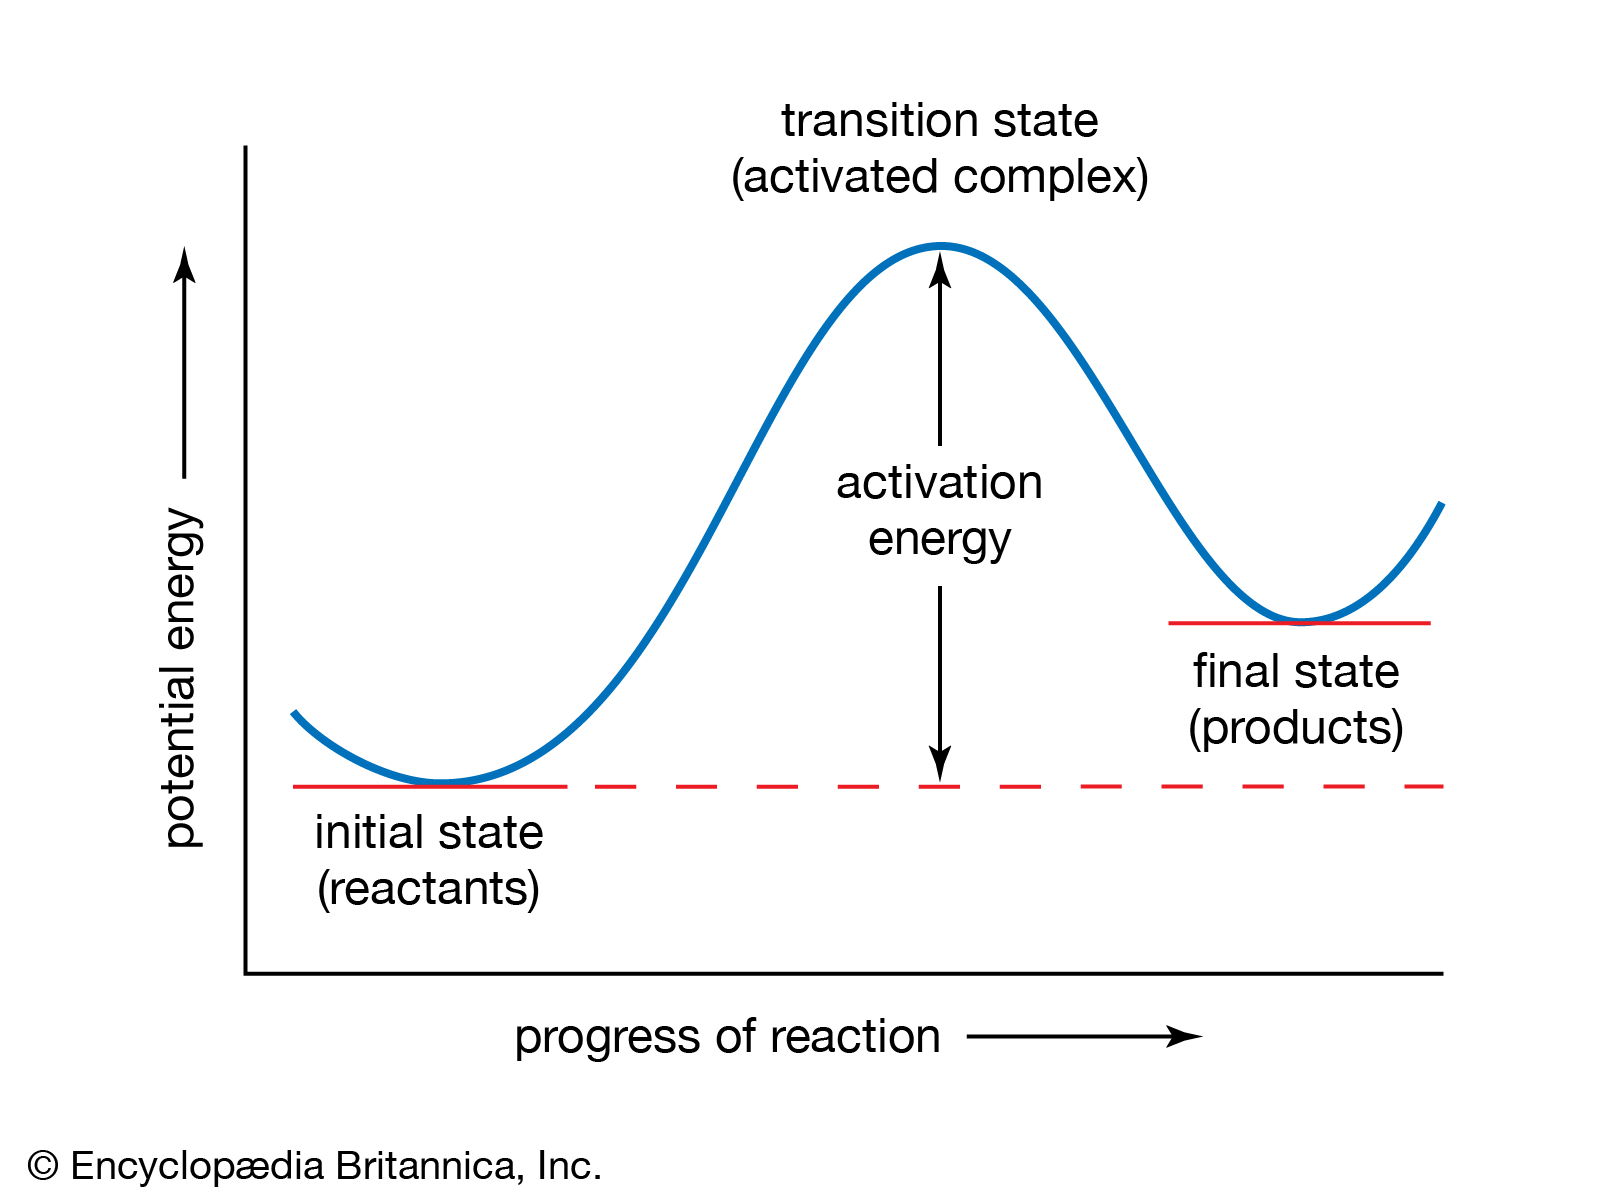 transition state
(activated complex)
potential energy
activation
energy
final state
(products)
initial state
(reactants)
progress of reaction
© Encyclopædia Britannica, Inc.